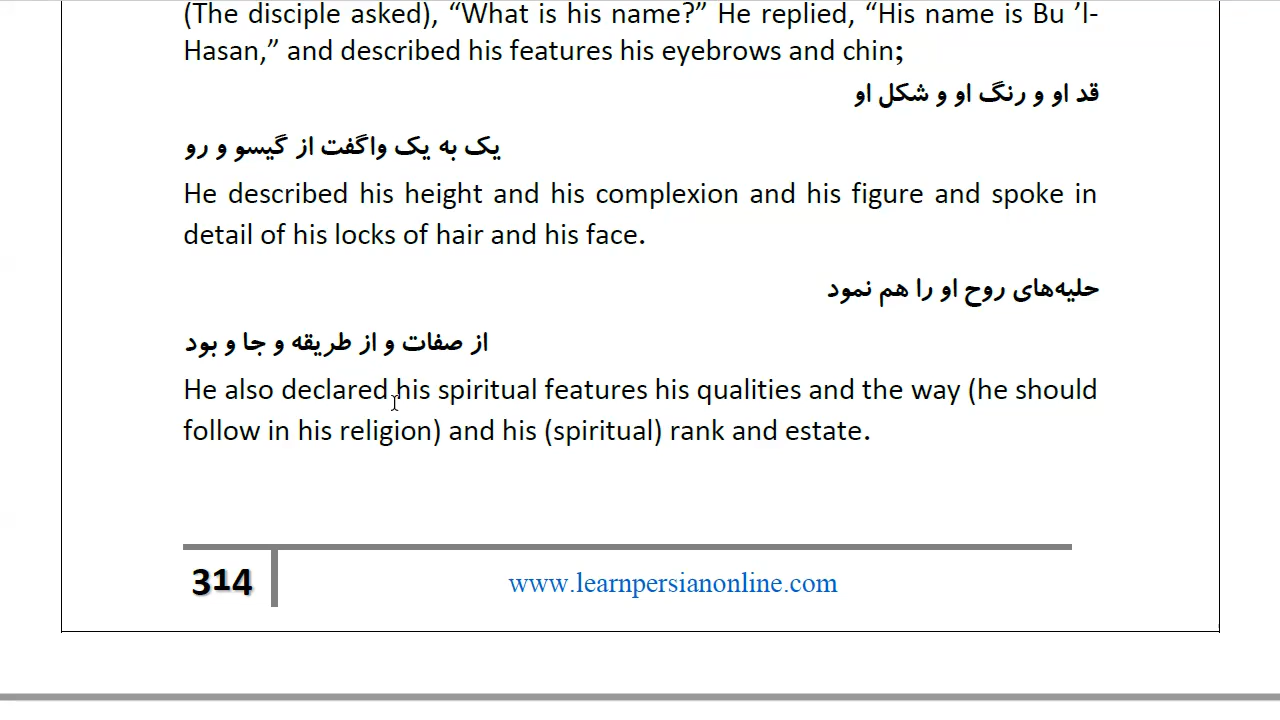 (The disciple asked), “What is his name?” He replied, “His name is Bu ’l-
Hasan,” and described his features his eyebrows and chin;
قد او و رنگ او و شکل او
یک به یک واگفت از گیسو و رو
He described his height and his complexion and his figure and spoke in
detail of his locks of hair and his face.
حلیه‌های روح او را هم نمود
از صفات و از طریقه و جا و بود
He also declared his spiritual features his qualities and the way (he should
follow in his religion) and his (spiritual) rank and estate.
314
www.learnpersianonline.com